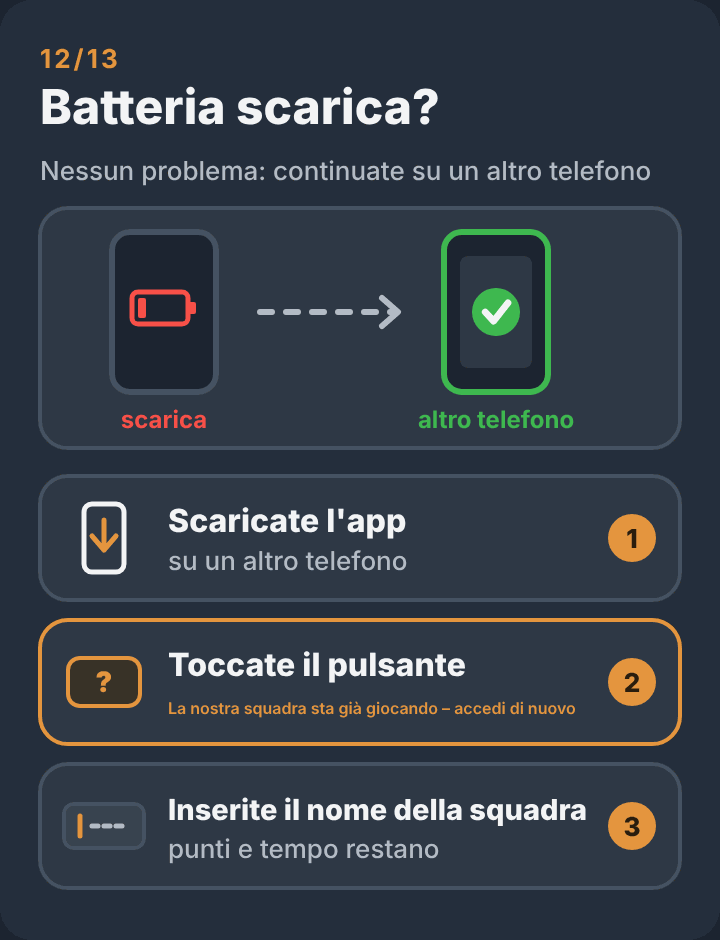 12/13
Batteria scarica?
Nessun problema: continuate su un altro telefono
scarica
altro telefono
Scaricate l'app
su un altro telefono
1
?
Toccate il pulsante
La nostra squadra sta già giocando – accedi di nuovo
2
Inserite il nome della squadra
punti e tempo restano
3